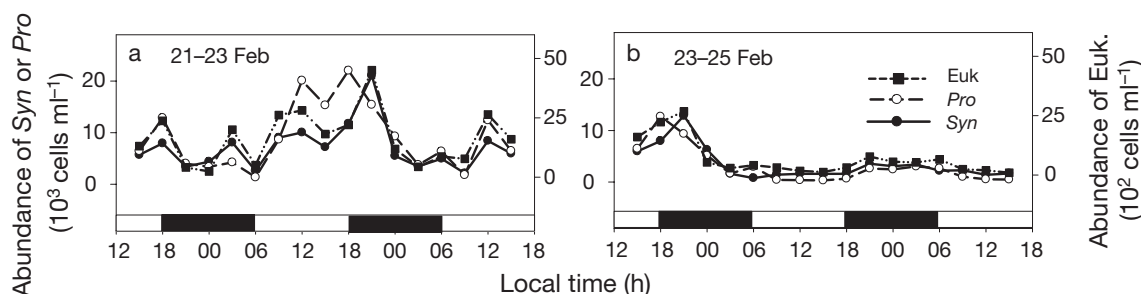 Abundance of Syn or Pro
(10³ cells ml⁻¹)
a 21–23 Feb
20
10
0
50
25
0
12 18 00 06 12 18 00 06 12 18
b 23–25 Feb
Euk
Pro
Syn
20
10
0
50
25
0
12 18 00 06 12 18 00 06 12 18
Abundance of Euk.
(10² cells ml⁻¹)
Local time (h)